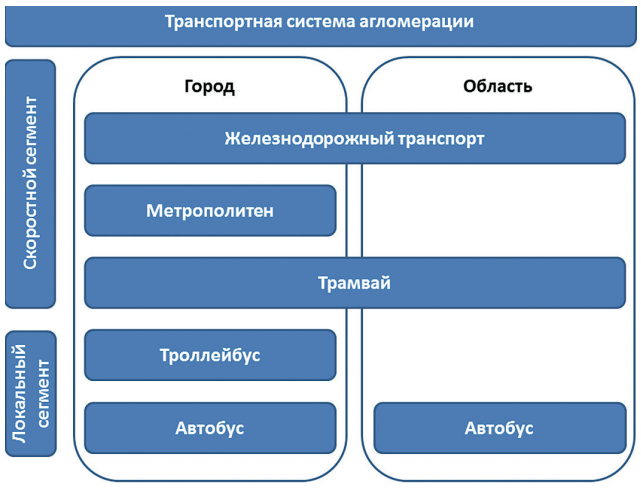 Транспортная система агломерации
Город
Область
Скоростной сегмент
Железнодорожный транспорт
Метрополитен
Трамвай
Локальный
сегмент
Троллейбус
Автобус
Автобус